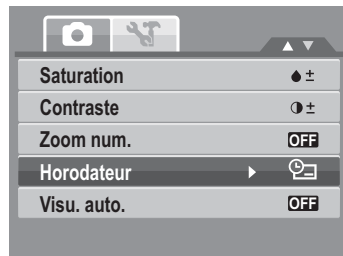 Saturation ±
Contraste ±
Zoom num. OFF
Horodateur
Visu. auto. OFF